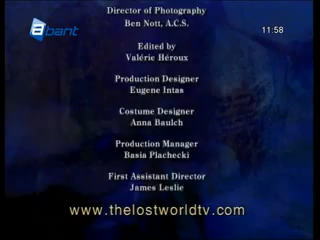 abant
11:58
Director of Photography
Ben Nott, A.C.S.
Edited by
Valérie Héroux
Production Designer
Eugene Intas
Costume Designer
Anna Baulch
Production Manager
Basia Plachecki
First Assistant Director
James Leslie
www.thelostworldtv.com